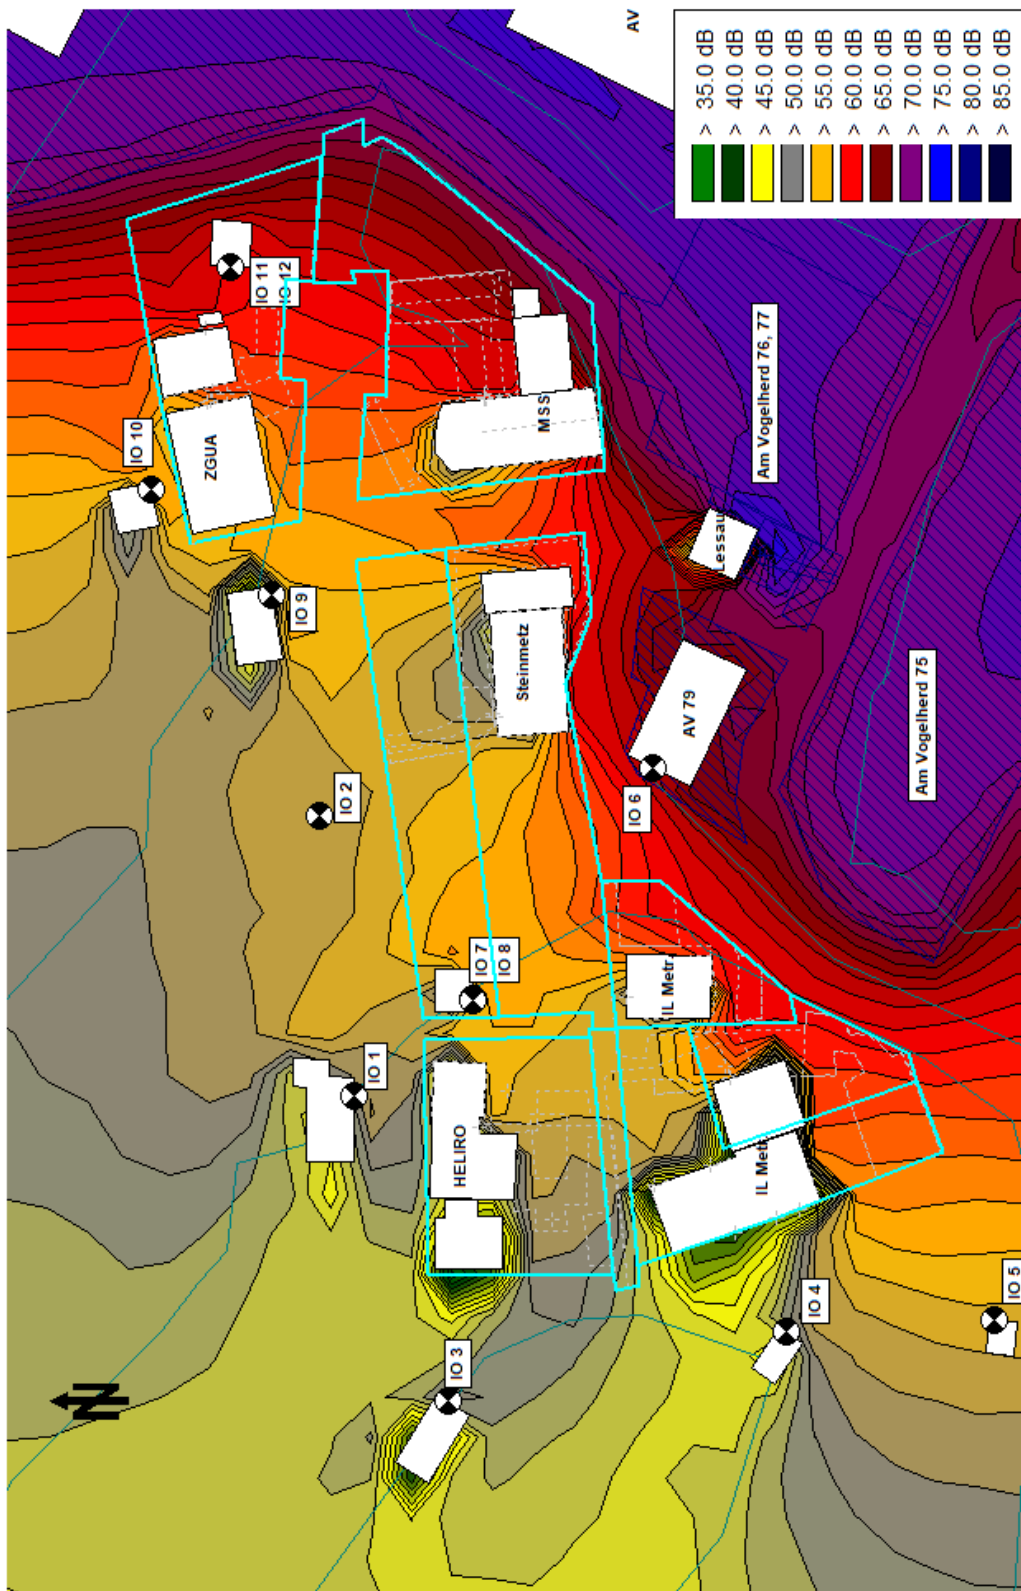 AV
> 35.0 dB
> 40.0 dB
> 45.0 dB
> 50.0 dB
> 55.0 dB
> 60.0 dB
> 65.0 dB
> 70.0 dB
> 75.0 dB
> 80.0 dB
> 85.0 dB
N
IO 3
IO 1
HELIRO
IO 7
IO 8
IO 2
IO 9
IO 10
ZGUA
IO 11
IO 12
MSS
Steinmetz
IL Metr
IL Met
IO 4
IO 5
IO 6
AV 79
Lessau
Am Vogelherd 76, 77
Am Vogelherd 75